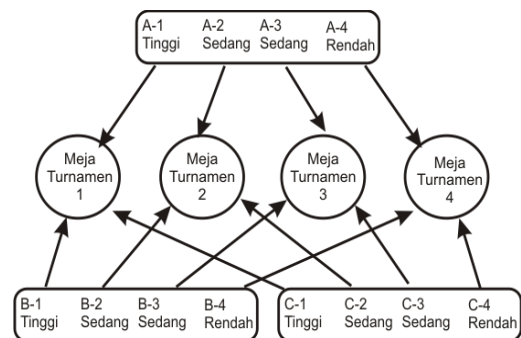 A-1 A-2 A-3 A-4
Tinggi Sedang Sedang Rendah
Meja Turnamen 1
Meja Turnamen 2
Meja Turnamen 3
Meja Turnamen 4
B-1 B-2 B-3 B-4
Tinggi Sedang Sedang Rendah
C-1 C-2 C-3 C-4
Tinggi Sedang Sedang Rendah